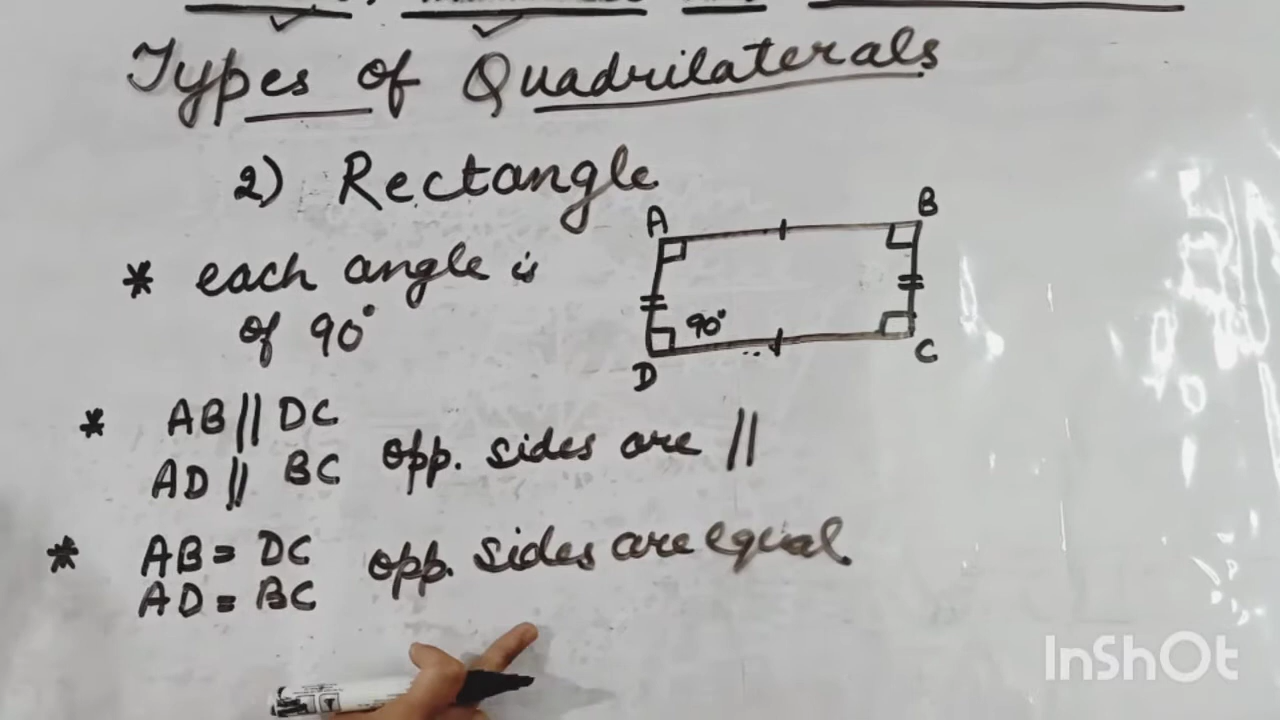 Types of Quadrilaterals
2) Rectangle
A
B
* each angle is
of 90°
90°
D
C
* AB || DC
AD || BC opp. sides are ||
* AB = DC opp. sides are equal
AD = BC
InShOt